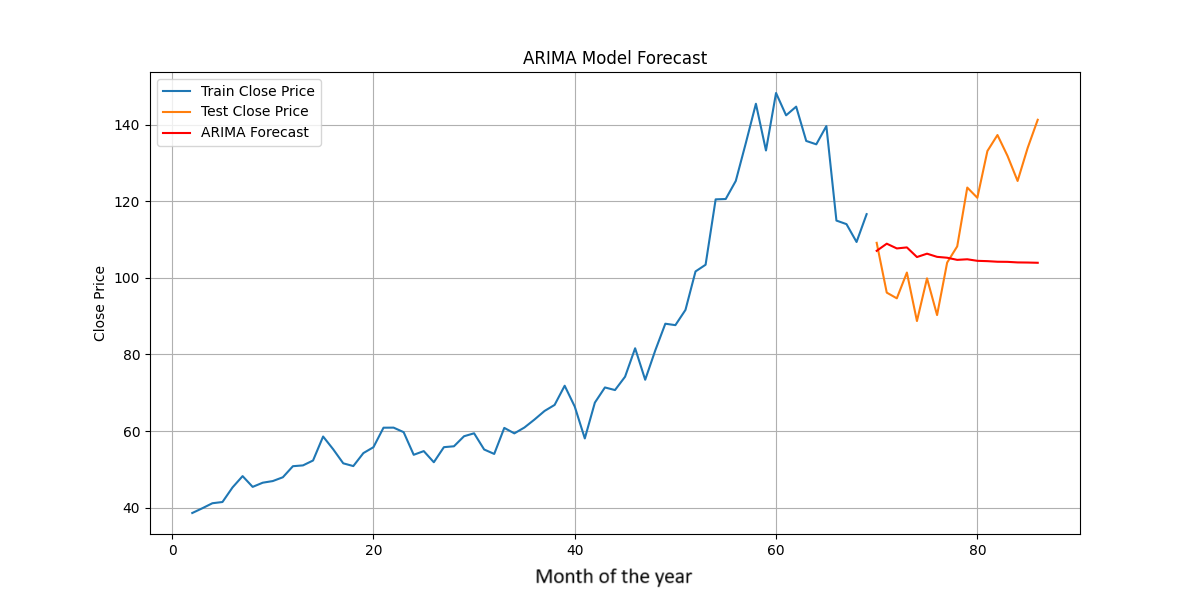 ARIMA Model Forecast
Train Close Price
Test Close Price
ARIMA Forecast
140
120
100
80
60
40
Close Price
0 20 40 60 80
Month of the year